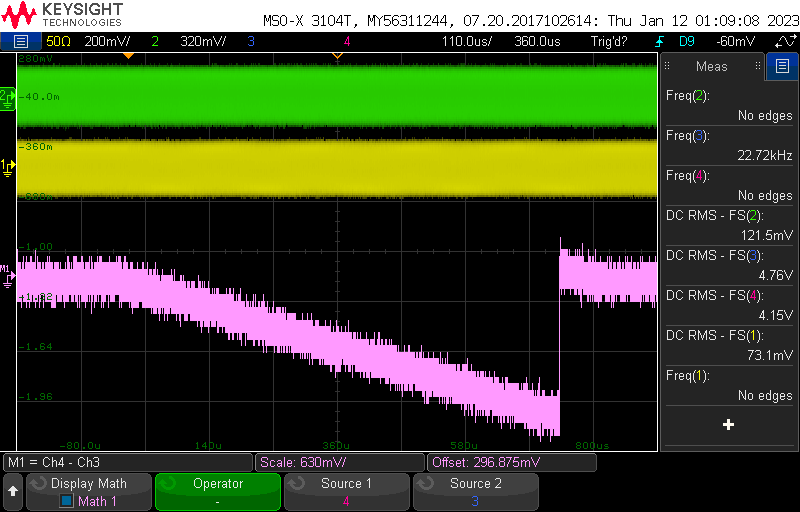 KEYSIGHT
TECHNOLOGIES
MSO-X 3104T, MY56311244, 07.20.2017102614: Thu Jan 12 01:09:08 2023
50Ω 200mV/ 2 320mV/ 3 4 110.0us/ 360.0us Trig'd? D9 -60mV
280mV
2
-40.0m
-360m
1
-680m
-1.00
M1
-1.32
-1.64
-1.96
-80.0u 140u 360u 580u 800us
Meas
Freq(2):
No edges
Freq(3):
22.72kHz
Freq(4):
No edges
DC RMS - FS(2):
121.5mV
DC RMS - FS(3):
4.76V
DC RMS - FS(4):
4.15V
DC RMS - FS(1):
73.1mV
Freq(1):
No edges
M1 = Ch4 - Ch3 Scale: 630mV/ Offset: 296.875mV
Display Math Operator Source 1 Source 2
Math 1 - 4 3